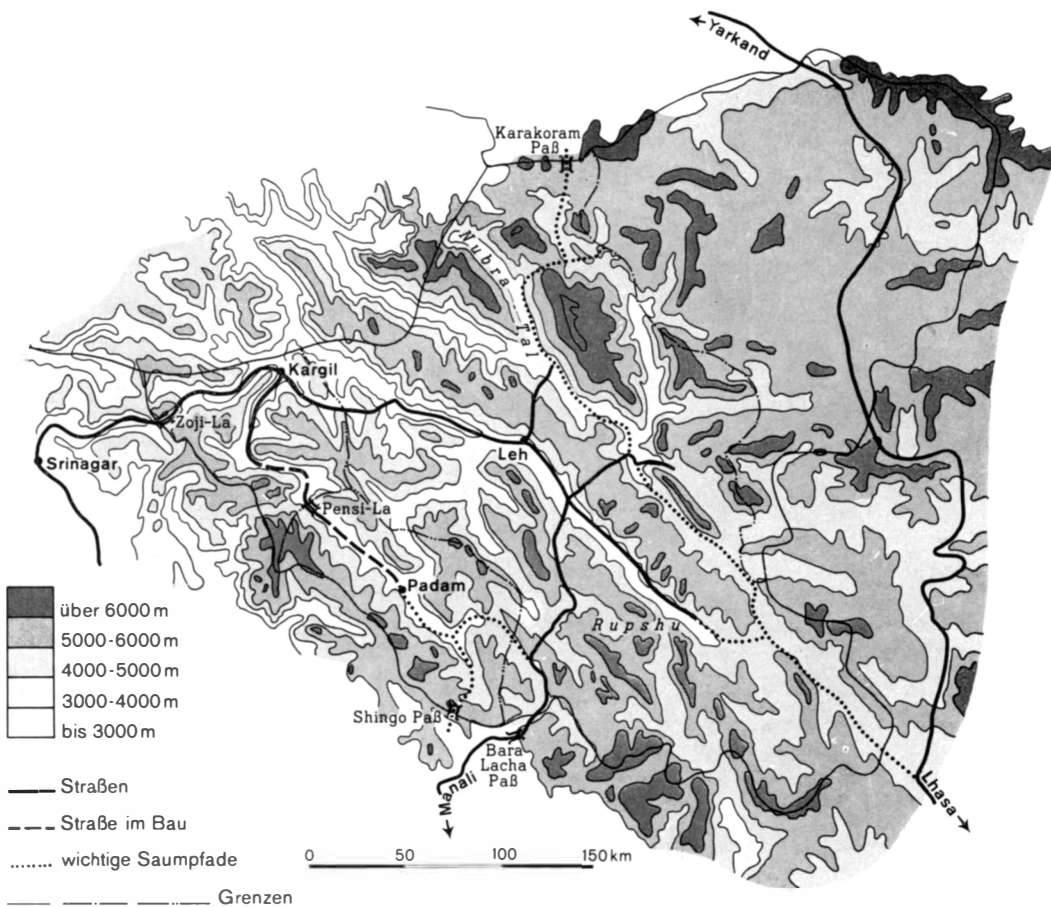 Yarkand
Karakoram
Paß
Nubra-Tal
Kargil
Zoji-La
Srinagar
Leh
Pensi-La
Padam
Rupshu
Shingo Paß
Bara
Lacha
Paß
Manali
Lhasa
über 6000 m
5000-6000 m
4000-5000 m
3000-4000 m
bis 3000 m
Straßen
Straße im Bau
wichtige Saumpfade
Grenzen
0 50 100 150 km